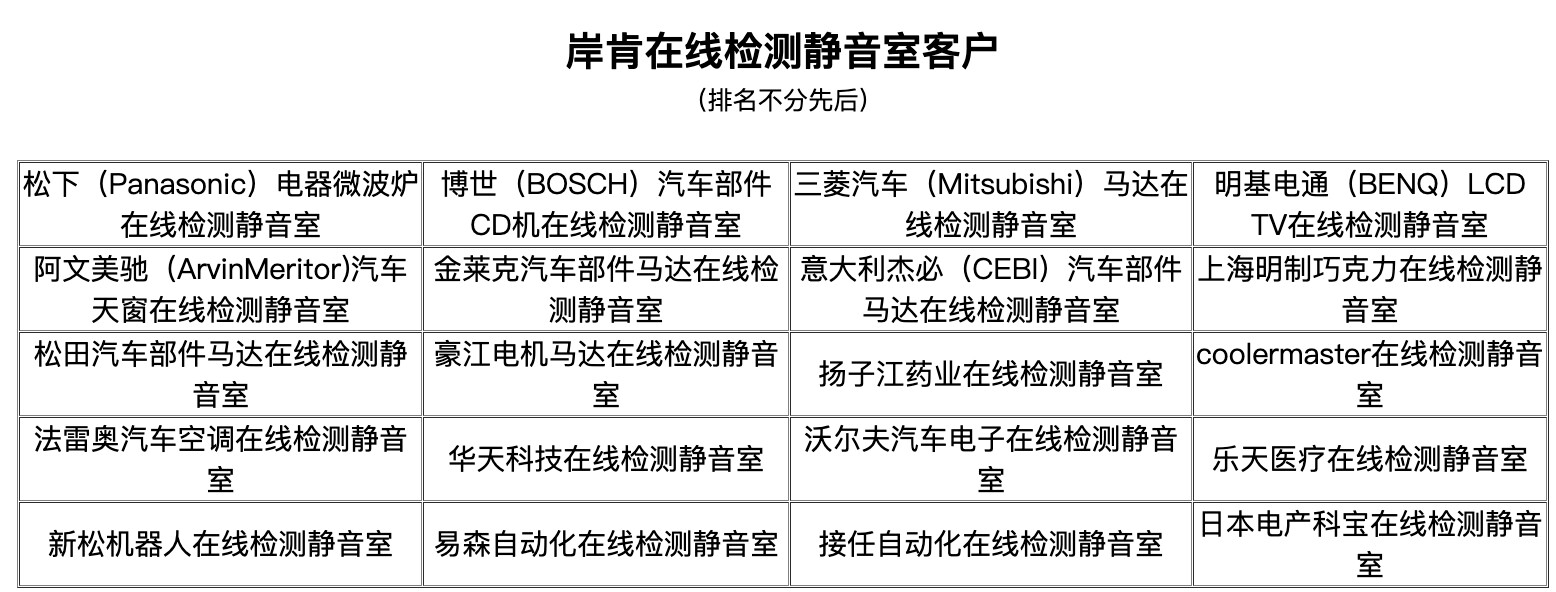 岸肯在线检测静音室客户
（排名不分先后）
松下（Panasonic）电器微波炉
在线检测静音室
博世（BOSCH）汽车部件
CD机在线检测静音室
三菱汽车（Mitsubishi）马达在
线检测静音室
明基电通（BENQ）LCD
TV在线检测静音室
阿文美驰（ArvinMeritor)汽车
天窗在线检测静音室
金莱克汽车部件马达在线检
测静音室
意大利杰必（CEBI）汽车部件
马达在线检测静音室
上海明制巧克力在线检测静
音室
松田汽车部件马达在线检测静
音室
豪江电机马达在线检测静音
室
扬子江药业在线检测静音室
coolermaster在线检测静音
室
法雷奥汽车空调在线检测静音
室
华天科技在线检测静音室
沃尔夫汽车电子在线检测静音
室
乐天医疗在线检测静音室
新松机器人在线检测静音室
易森自动化在线检测静音室
接任自动化在线检测静音室
日本电产科宝在线检测静音
室